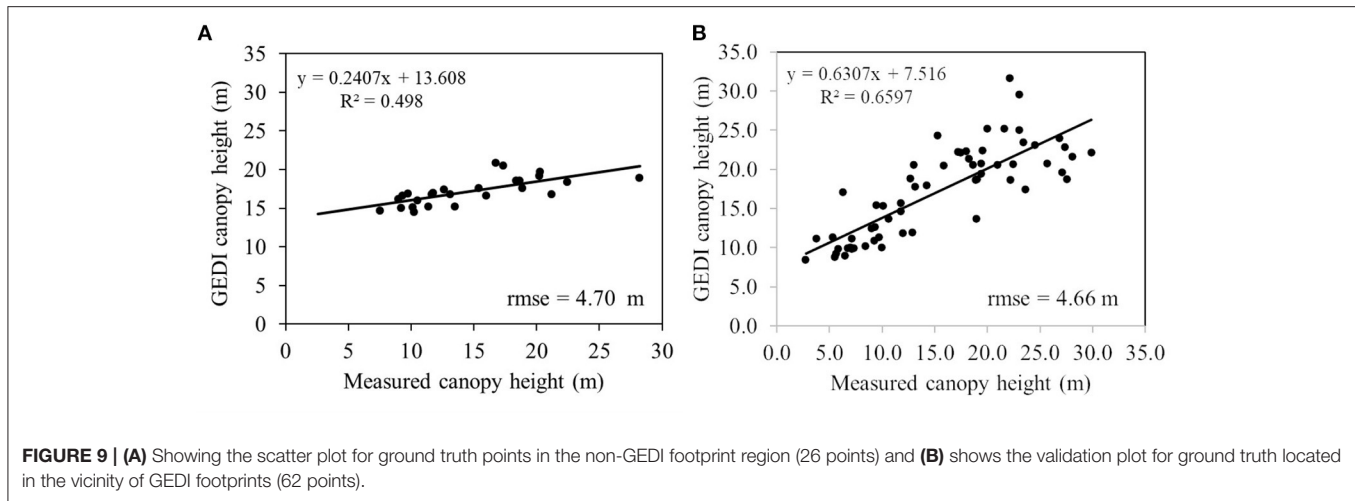 A
35
30
25
20
15
10
5
0
0 5 10 15 20 25 30
GEDI canopy height (m)
Measured canopy height (m)
y = 0.2407x + 13.608
R² = 0.498
rmse = 4.70 m
B
35.0
30.0
25.0
20.0
15.0
10.0
5.0
0.0
0.0 5.0 10.0 15.0 20.0 25.0 30.0 35.0
GEDI canopy height (m)
Measured canopy height (m)
y = 0.6307x + 7.516
R² = 0.6597
rmse = 4.66 m
FIGURE 9 | (A) Showing the scatter plot for ground truth points in the non-GEDI footprint region (26 points) and (B) shows the validation plot for ground truth located
in the vicinity of GEDI footprints (62 points).